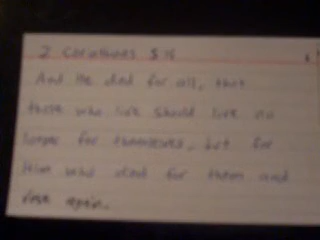 2 Corinthians 5:15
And He died for all, that
those who live should live no
longer for themselves, but for
Him who died for them and
rose again.